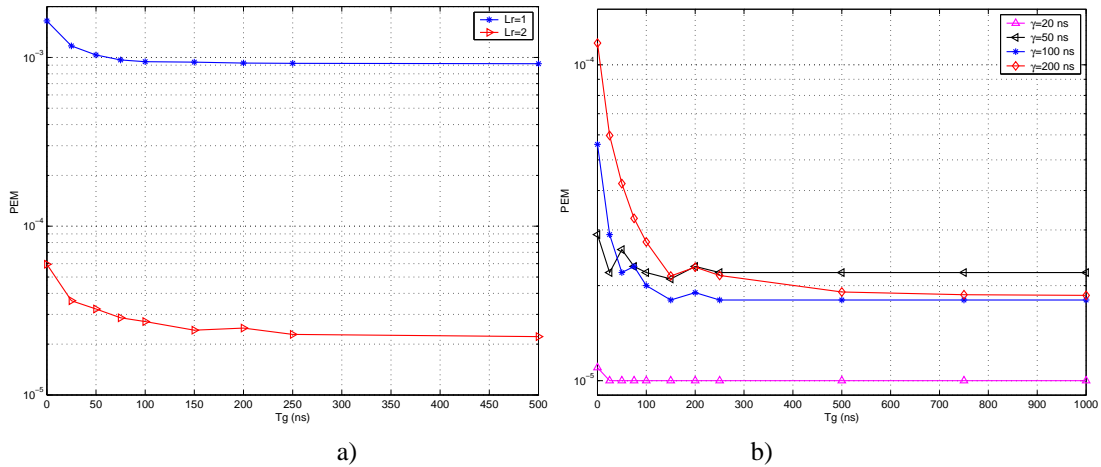 Lr=1
Lr=2
10^-3
10^-4
10^-5
PEM
0 50 100 150 200 250 300 350 400 450 500
Tg (ns)
a)
γ=20 ns
γ=50 ns
γ=100 ns
γ=200 ns
10^-4
10^-5
PEM
0 100 200 300 400 500 600 700 800 900 1000
Tg (ns)
b)